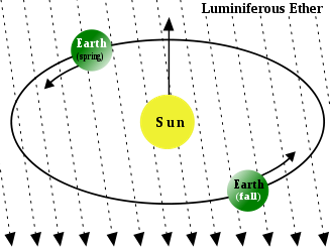 Luminiferous Ether
Earth
(spring)
Sun
Earth
(fall)